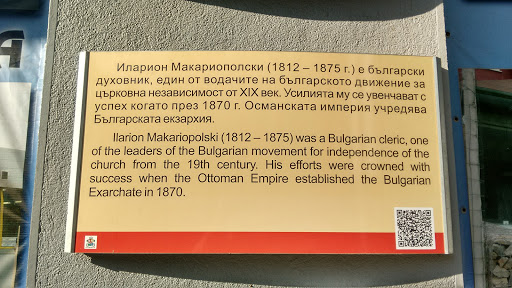 Иларион Макариополски (1812 – 1875 г.) е български
духовник, един от водачите на българското движение за
църковна независимост от XIX век. Усилията му се увенчават с
успех когато през 1870 г. Османската империя учредява
Българската екзархия.
Ilarion Makariopolski (1812 – 1875) was a Bulgarian cleric, one
of the leaders of the Bulgarian movement for independence of the
church from the 19th century. His efforts were crowned with
success when the Ottoman Empire established the Bulgarian
Exarchate in 1870.